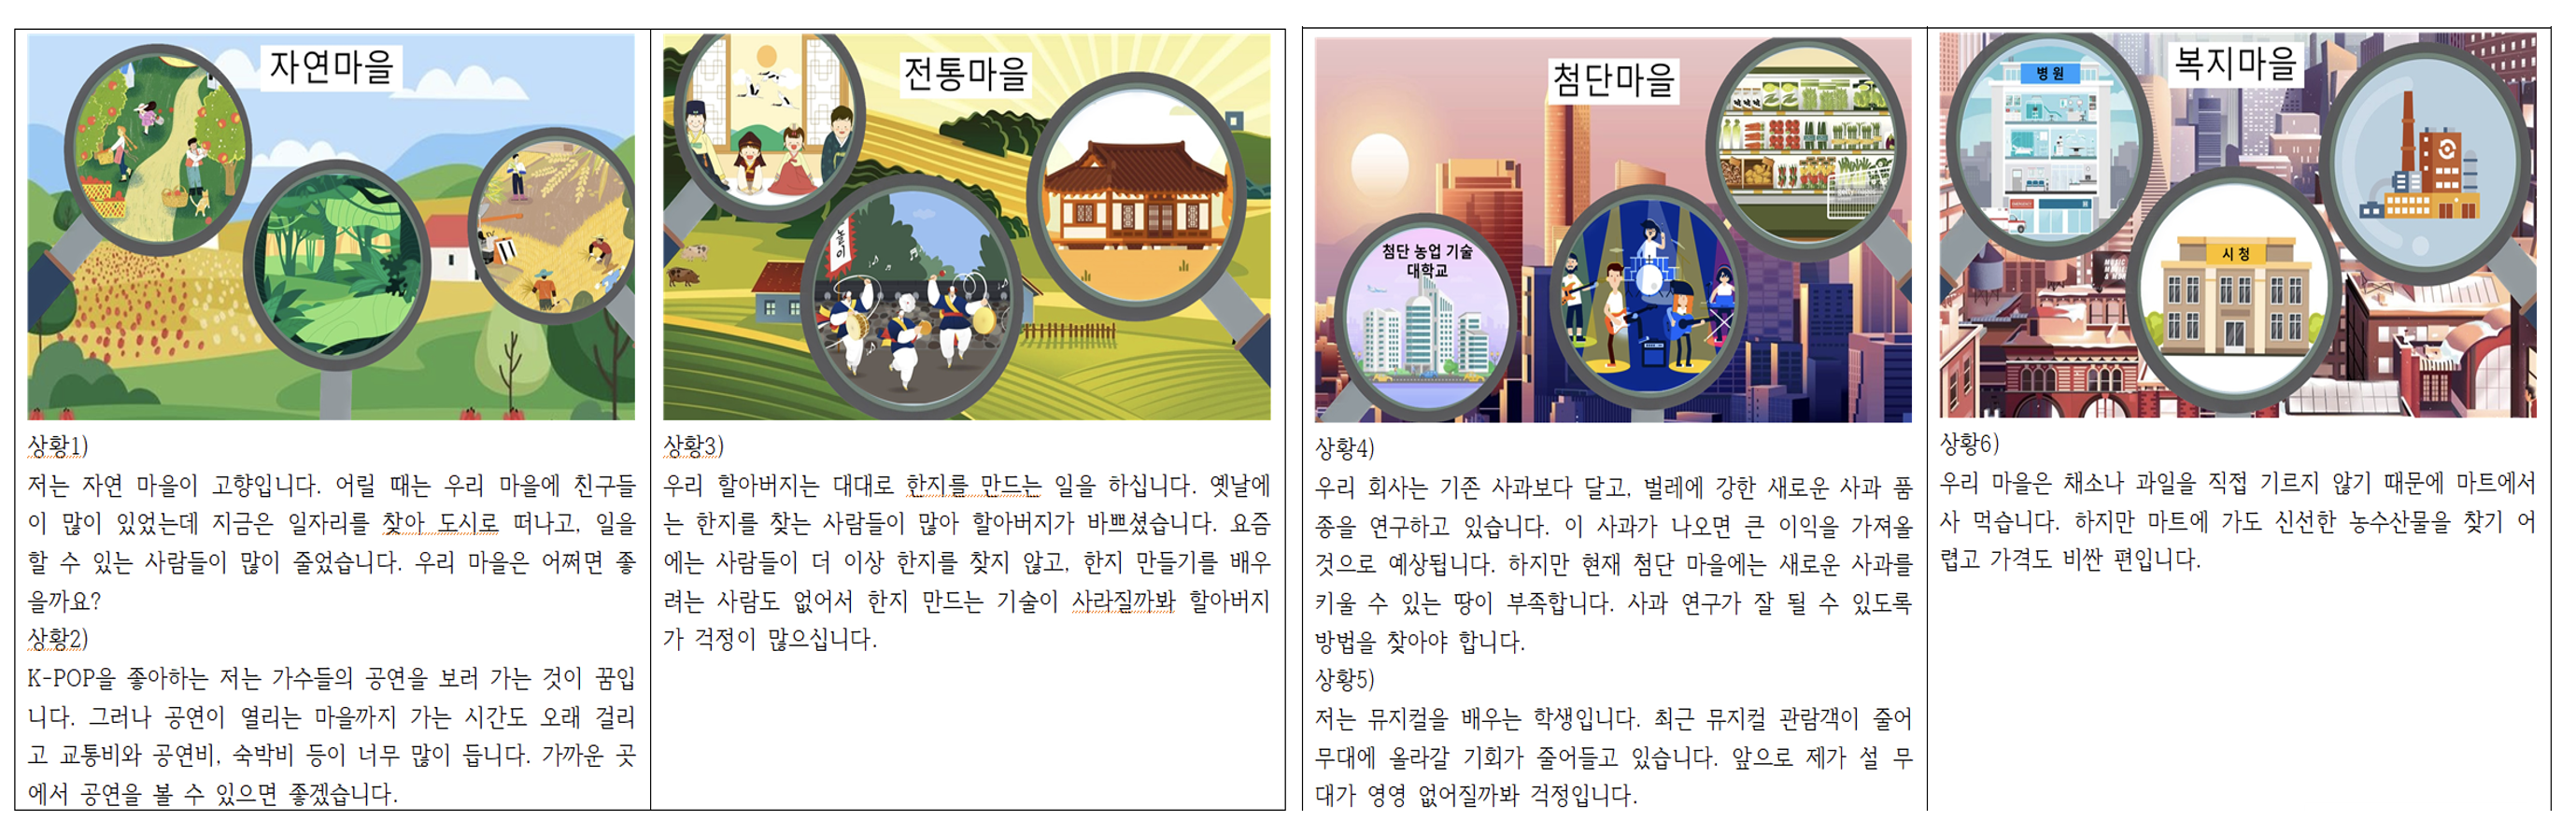 자연마을
상황1)
저는 자연 마을이 고향입니다. 어릴 때는 우리 마을에 친구들
이 많이 있었는데 지금은 일자리를 찾아 도시로 떠나고, 일을
할 수 있는 사람들이 많이 줄었습니다. 우리 마을은 어쩌면 좋
을까요?
상황2)
K-POP을 좋아하는 저는 가수들의 공연을 보러 가는 것이 꿈입
니다. 그러나 공연이 열리는 마을까지 가는 시간도 오래 걸리
고 교통비와 공연비, 숙박비 등이 너무 많이 듭니다. 가까운 곳
에서 공연을 볼 수 있으면 좋겠습니다.
전통마을
놀이
상황3)
우리 할아버지는 대대로 한지를 만드는 일을 하십니다. 옛날에
는 한지를 찾는 사람들이 많아 할아버지가 바쁘셨습니다. 요즘
에는 사람들이 더 이상 한지를 찾지 않고, 한지 만들기를 배우
려는 사람도 없어서 한지 만드는 기술이 사라질까봐 할아버지
가 걱정이 많으십니다.
첨단마을
첨단 농업 기술
대학교
상황4)
우리 회사는 기존 사과보다 달고, 벌레에 강한 새로운 사과 품
종을 연구하고 있습니다. 이 사과가 나오면 큰 이익을 가져올
것으로 예상됩니다. 하지만 현재 첨단 마을에는 새로운 사과를
키울 수 있는 땅이 부족합니다. 사과 연구가 잘 될 수 있도록
방법을 찾아야 합니다.
상황5)
저는 뮤지컬을 배우는 학생입니다. 최근 뮤지컬 관람객이 줄어
무대에 올라갈 기회가 줄어들고 있습니다. 앞으로 제가 설 무
대가 영영 없어질까봐 걱정입니다.
복지마을
병원
시청
상황6)
우리 마을은 채소나 과일을 직접 기르지 않기 때문에 마트에서
사 먹습니다. 하지만 마트에 가도 신선한 농수산물을 찾기 어
렵고 가격도 비싼 편입니다.